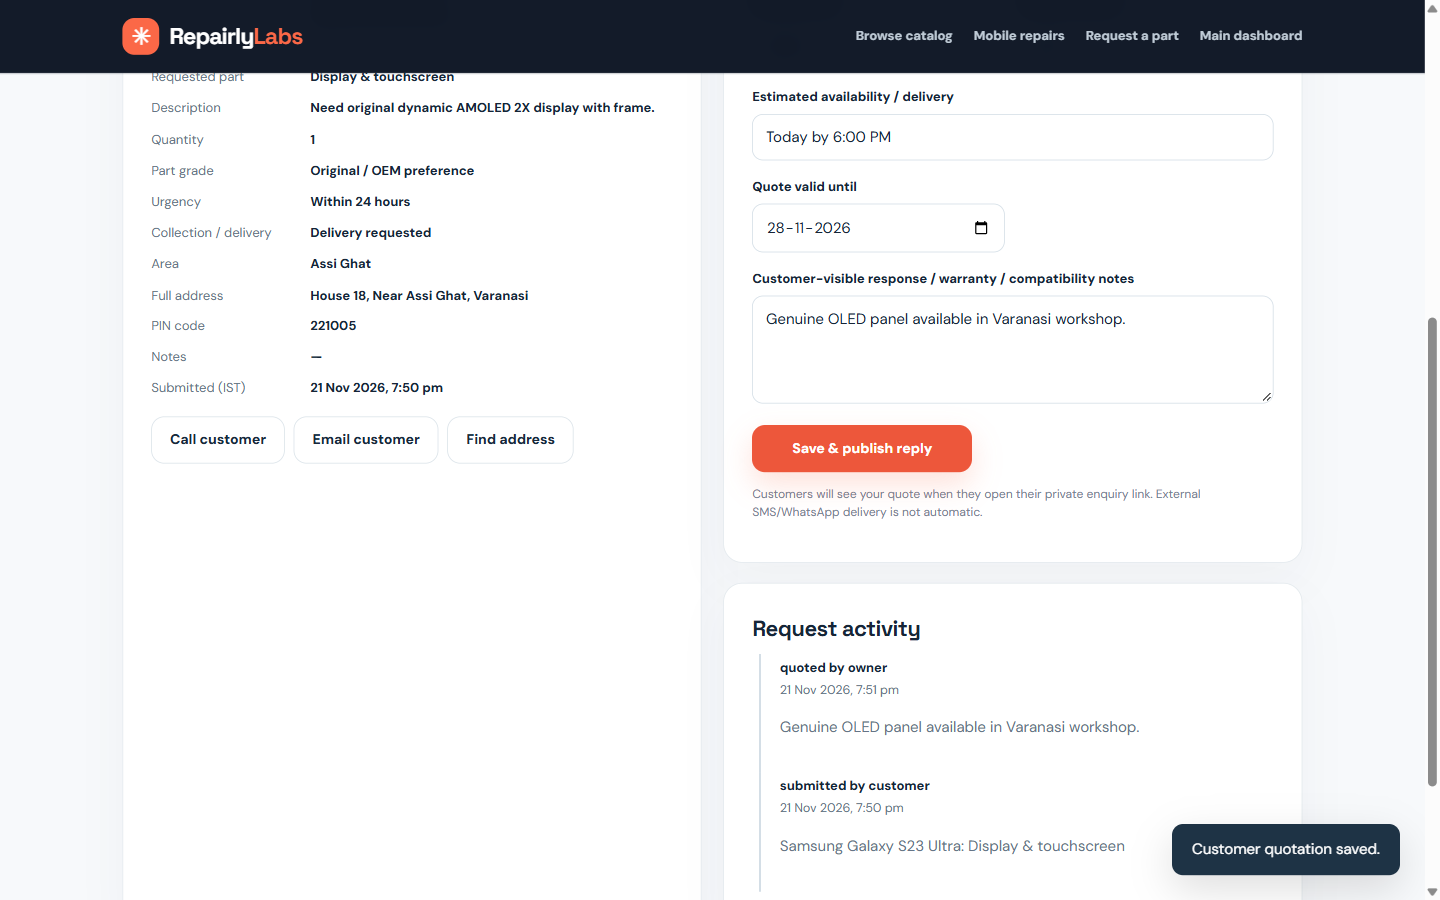 RepairlyLabs
Browse catalog
Mobile repairs
Request a part
Main dashboard
Requested part Display & touchscreen
Description Need original dynamic AMOLED 2X display with frame.
Quantity 1
Part grade Original / OEM preference
Urgency Within 24 hours
Collection / delivery Delivery requested
Area Assi Ghat
Full address House 18, Near Assi Ghat, Varanasi
PIN code 221005
Notes —
Submitted (IST) 21 Nov 2026, 7:50 pm
Call customer
Email customer
Find address
Estimated availability / delivery
Today by 6:00 PM
Quote valid until
28-11-2026
Customer-visible response / warranty / compatibility notes
Genuine OLED panel available in Varanasi workshop.
Save & publish reply
Customers will see your quote when they open their private enquiry link. External
SMS/WhatsApp delivery is not automatic.
Request activity
quoted by owner
21 Nov 2026, 7:51 pm
Genuine OLED panel available in Varanasi workshop.
submitted by customer
21 Nov 2026, 7:50 pm
Samsung Galaxy S23 Ultra: Display & touchscreen
Customer quotation saved.